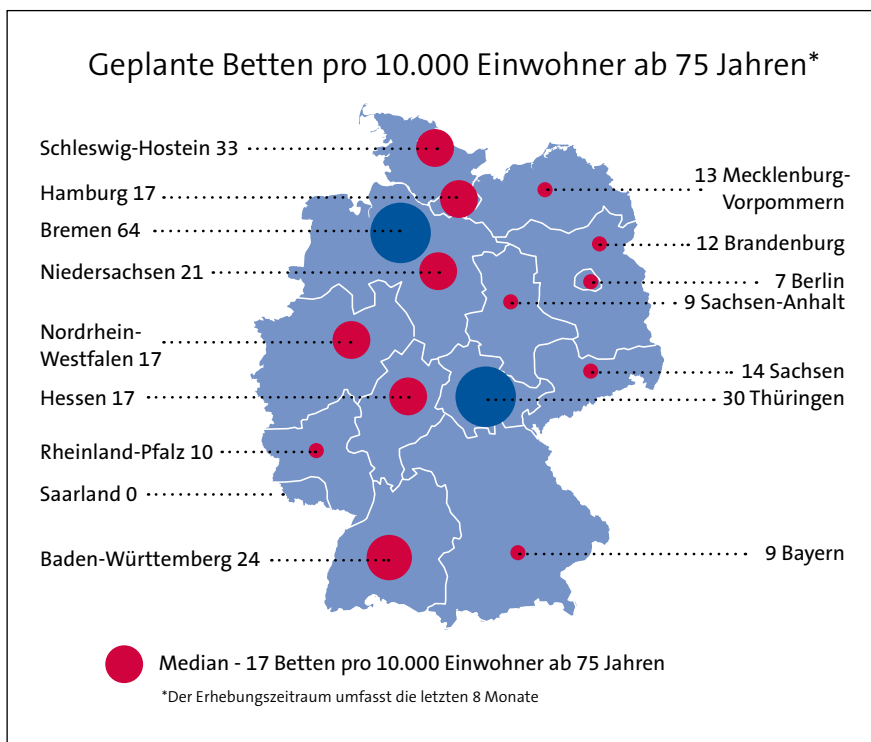 Geplante Betten pro 10.000 Einwohner ab 75 Jahren*
Schleswig-Hostein 33
Hamburg 17
Bremen 64
Niedersachsen 21
Nordrhein-
Westfalen 17
Hessen 17
Rheinland-Pfalz 10
Saarland 0
Baden-Württemberg 24
13 Mecklenburg-
Vorpommern
12 Brandenburg
7 Berlin
9 Sachsen-Anhalt
14 Sachsen
30 Thüringen
9 Bayern
Median - 17 Betten pro 10.000 Einwohner ab 75 Jahren
*Der Erhebungszeitraum umfasst die letzten 8 Monate